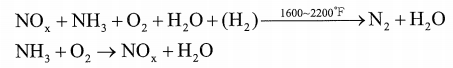 NOₓ + NH₃ + O₂ + H₂O + (H₂) —1600~2200°F→ N₂ + H₂O
NH₃ + O₂ → NOₓ + H₂O